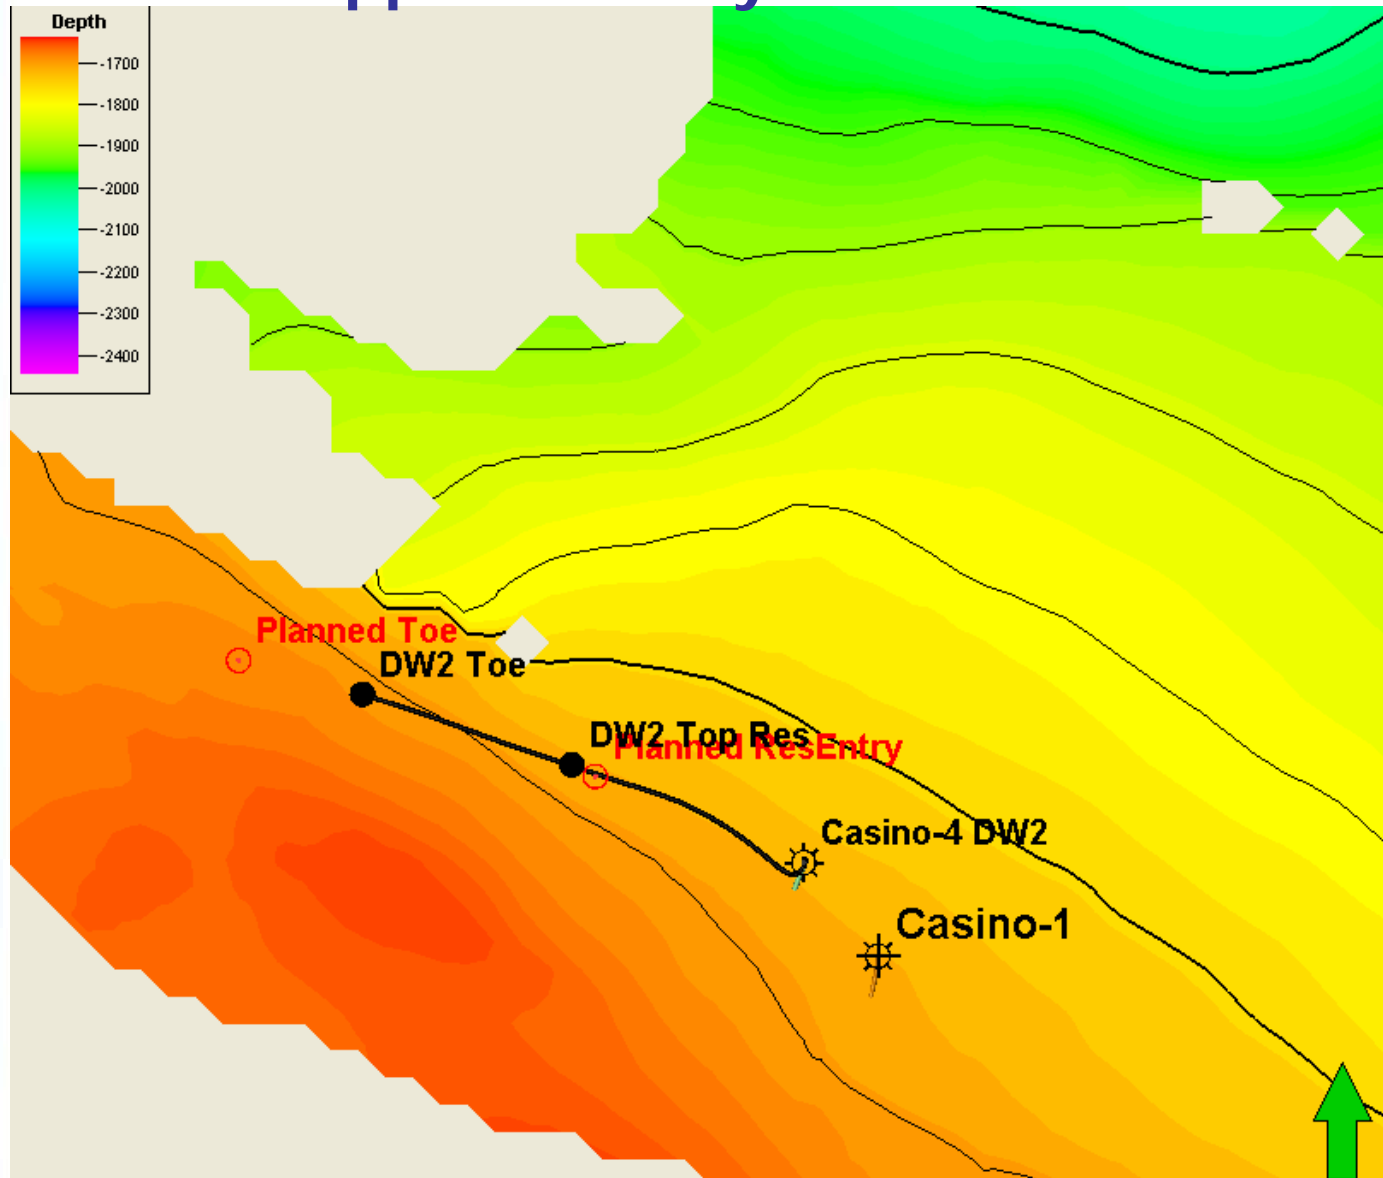 Depth
-1700
-1800
-1900
-2000
-2100
-2200
-2300
-2400
Planned Toe
DW2 Toe
DW2 Top Res
Planned ResEntry
Casino-4 DW2
Casino-1